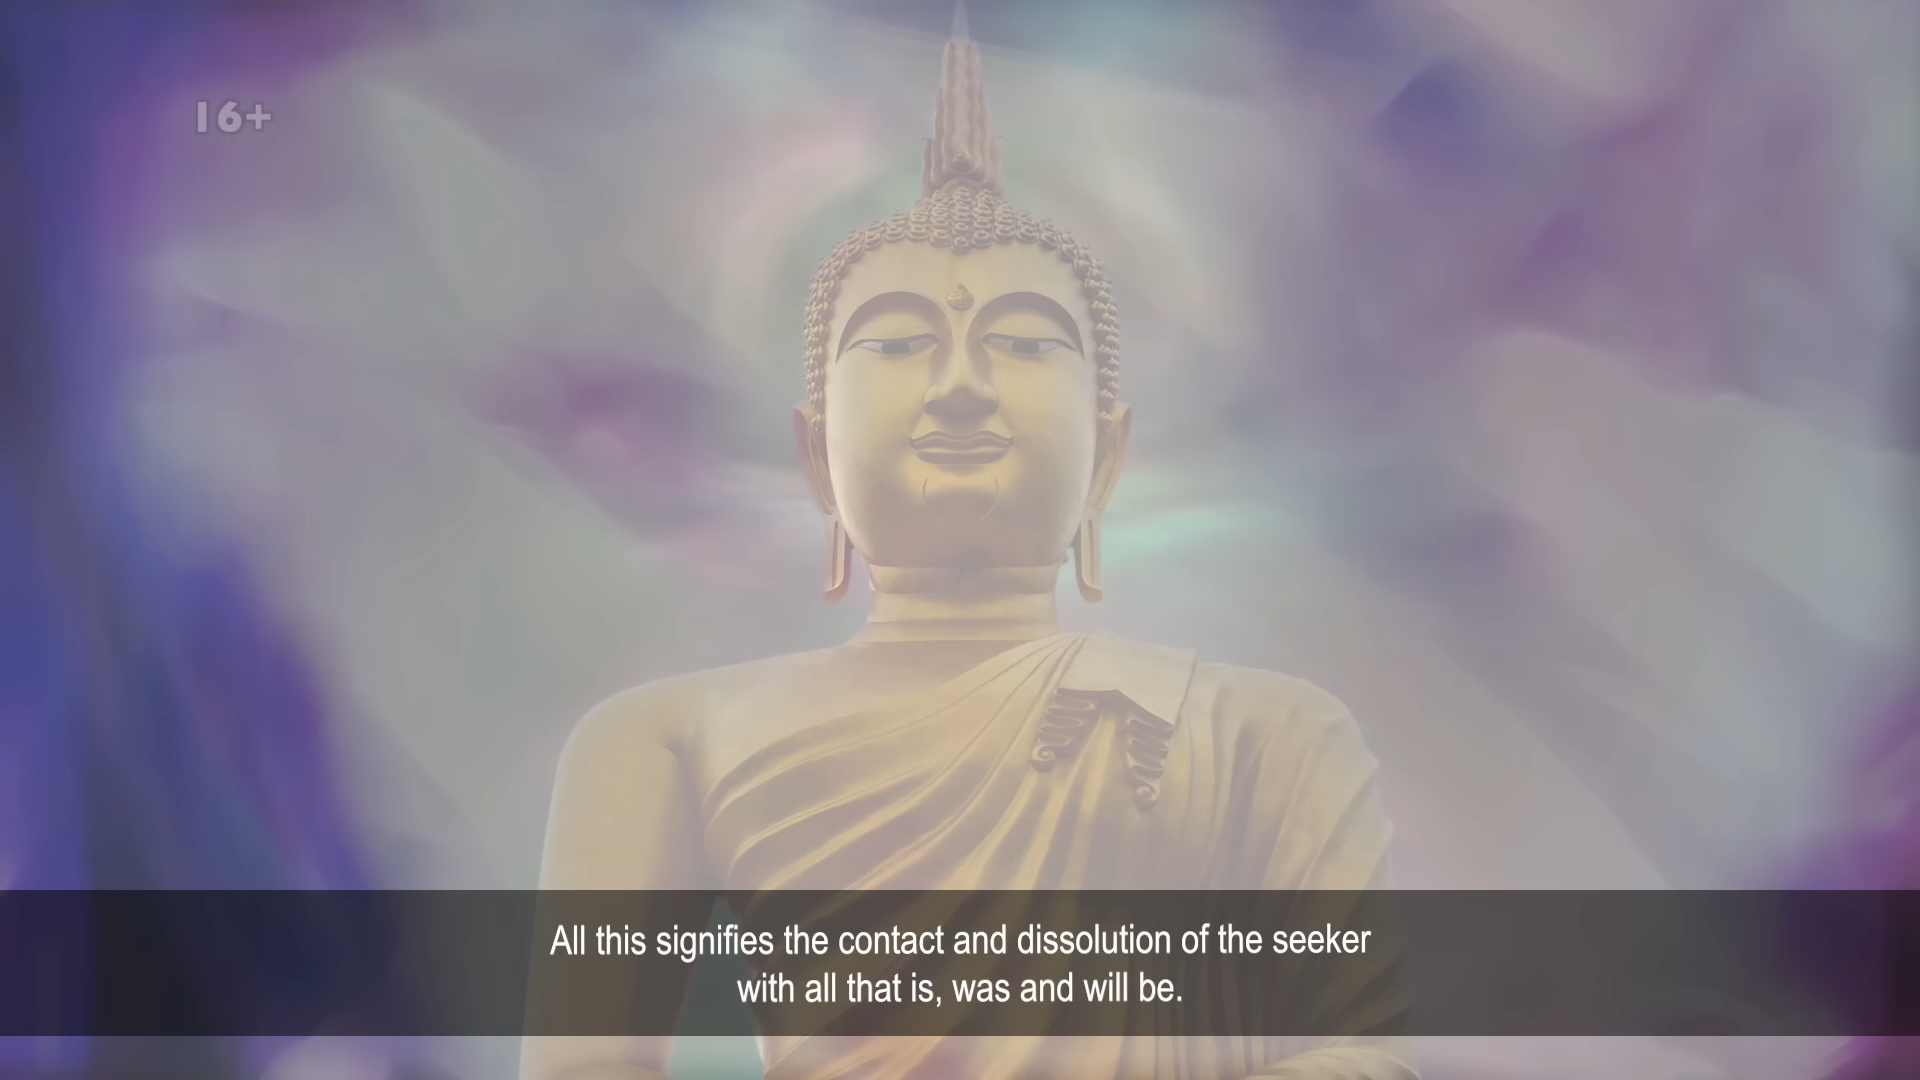 16+
All this signifies the contact and dissolution of the seeker
with all that is, was and will be.